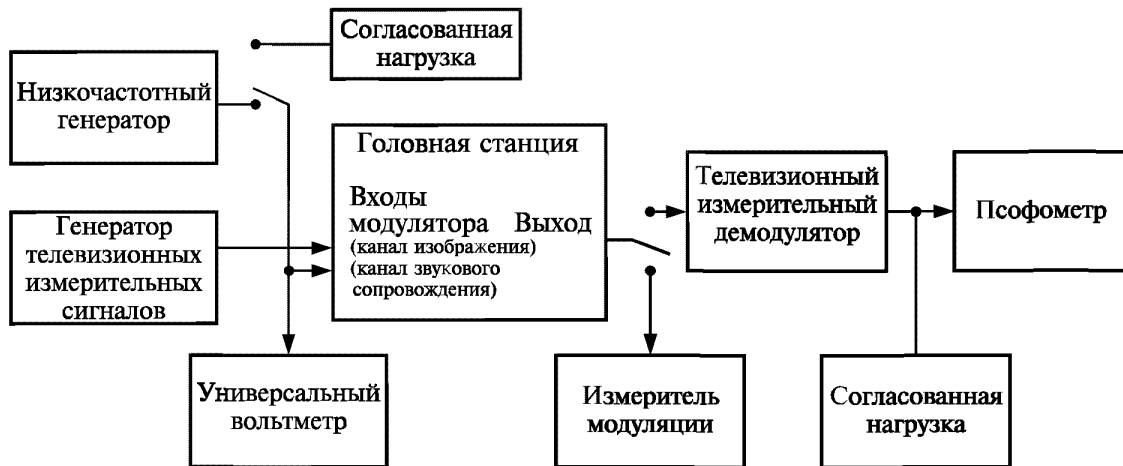 Согласованная
нагрузка
Низкочастотный
генератор
Головная станция
Входы
модулятора Выход
(канал изображения)
(канал звукового
сопровождения)
Телевизионный
измерительный
демодулятор
Псофометр
Генератор
телевизионных
измерительных
сигналов
Универсальный
вольтметр
Измеритель
модуляции
Согласованная
нагрузка